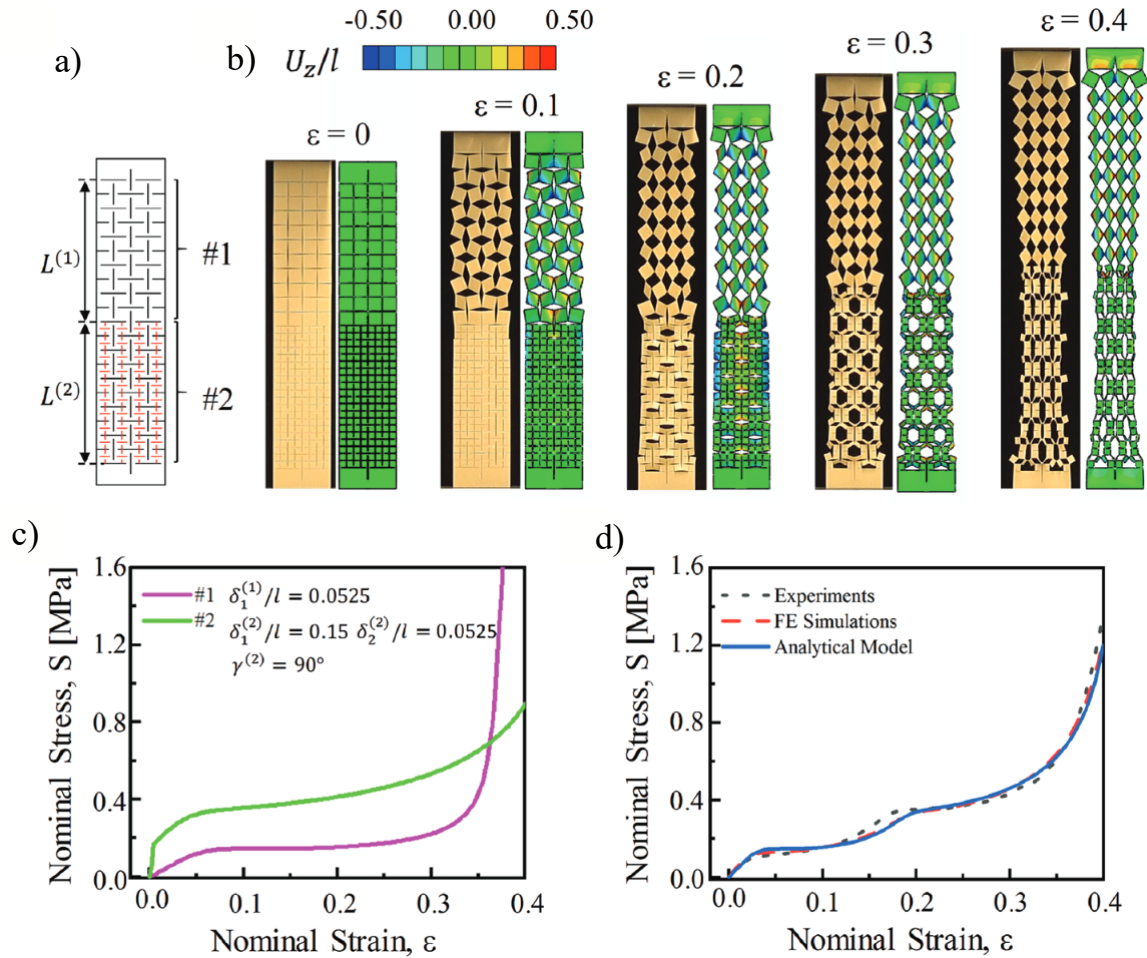 a)
b)
-0.50 0.00 0.50
U_z/l
ε = 0
ε = 0.1
ε = 0.2
ε = 0.3
ε = 0.4
L^(1)
#1
L^(2)
#2
c)
Nominal Stress, S [MPa]
1.6
1.2
0.8
0.4
0.0
#1 δ₁^(1)/l = 0.0525
#2 δ₁^(2)/l = 0.15 δ₂^(2)/l = 0.0525
γ^(2) = 90°
0.0 0.1 0.2 0.3 0.4
Nominal Strain, ε
d)
Nominal Stress, S [MPa]
1.6
1.2
0.8
0.4
0.0
Experiments
FE Simulations
Analytical Model
0.0 0.1 0.2 0.3 0.4
Nominal Strain, ε